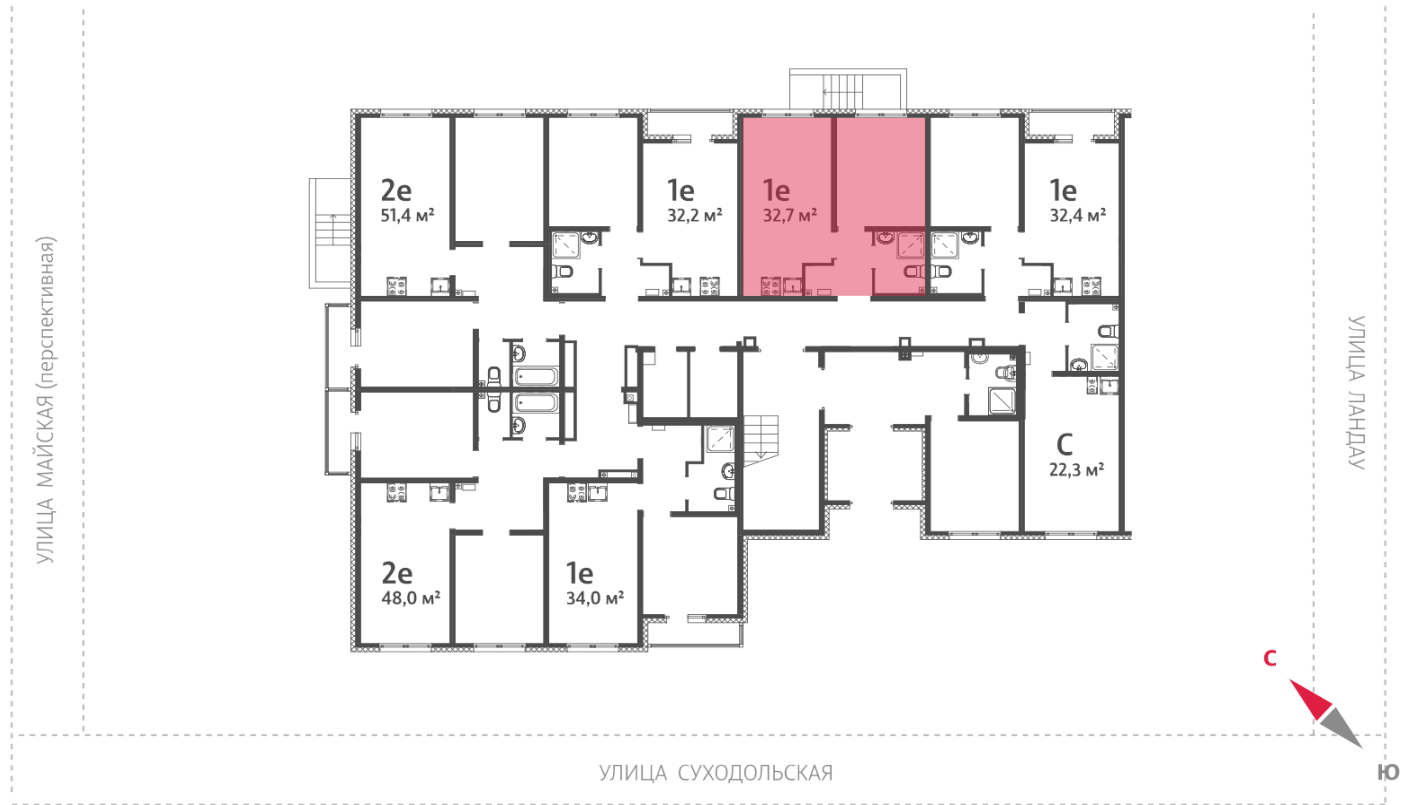 2е
51,4 м²
1е
32,2 м²
1е
32,7 м²
1е
32,4 м²
С
22,3 м²
2е
48,0 м²
1е
34,0 м²
УЛИЦА МАЙСКАЯ (перспективная)
УЛИЦА ЛАНДАУ
УЛИЦА СУХОДОЛЬСКАЯ
С
Ю